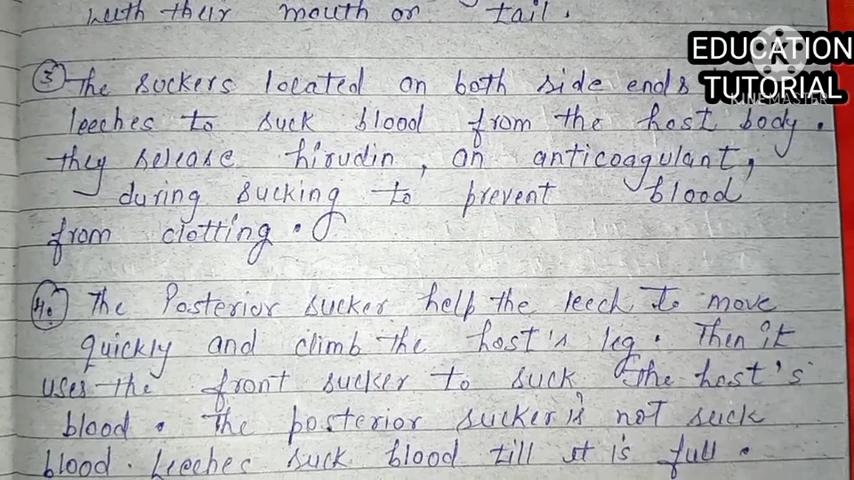 with their mouth or tail.
EDUCATION
TUTORIAL
KINEMASTER
③ The suckers located on both side ends
leeches to suck blood from the host body.
they release hirudin, an anticoagulant,
during sucking to prevent blood
from clotting.
4. The Posterior sucker help the leech to move
quickly and climb the host's leg. Then it
uses the front sucker to suck the host's
blood. The posterior sucker is not suck
blood. Leeches suck blood till it is full.